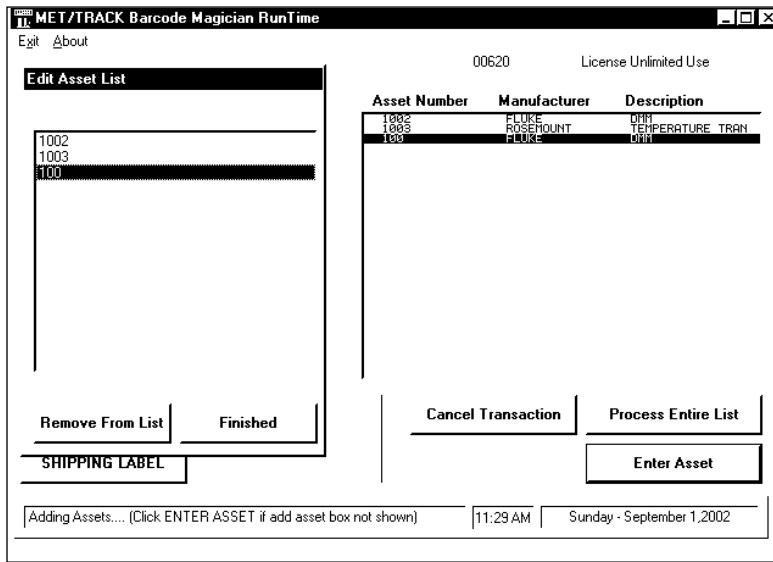 MET/TRACK Barcode Magician RunTime
Exit About
00620 License Unlimited Use
Edit Asset List
Asset Number Manufacturer Description
1002 FLUKE DMM
1003 ROSEMOUNT TEMPERATURE TRAN
100 FLUKE DMM
1002
1003
100
Remove From List Finished
Cancel Transaction Process Entire List
SHIPPING LABEL
Enter Asset
Adding Assets.... (Click ENTER ASSET if add asset box not shown) 11:29 AM Sunday - September 1,2002